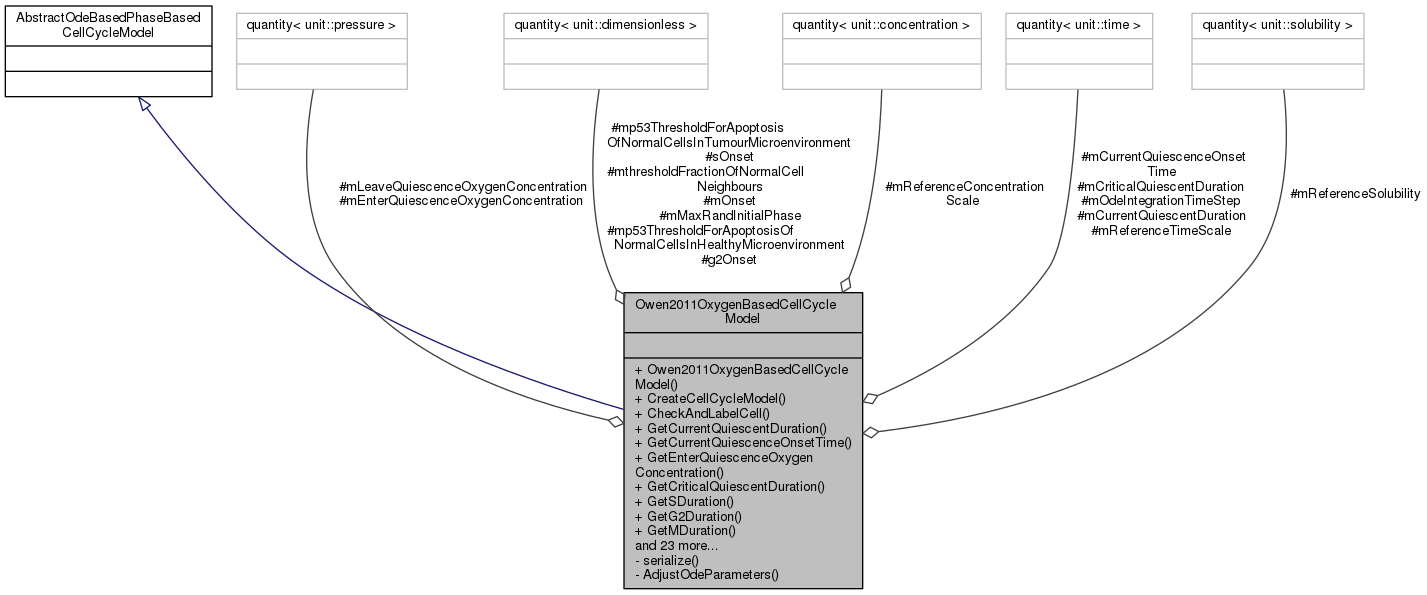 AbstractOdeBasedPhaseBased
CellCycleModel
quantity< unit::pressure >
quantity< unit::dimensionless >
quantity< unit::concentration >
quantity< unit::time >
quantity< unit::solubility >
#mLeaveQuiescenceOxygenConcentration
#mEnterQuiescenceOxygenConcentration
#mp53ThresholdForApoptosis
OfNormalCellsInTumourMicroenvironment
#sOnset
#mthresholdFractionOfNormalCell
Neighbours
#mOnset
#mMaxRandInitialPhase
#mp53ThresholdForApoptosisOf
NormalCellsInHealthyMicroenvironment
#g2Onset
#mReferenceConcentration
Scale
#mCurrentQuiescenceOnset
Time
#mCriticalQuiescentDuration
#mOdeIntegrationTimeStep
#mCurrentQuiescentDuration
#mReferenceTimeScale
#mReferenceSolubility
Owen2011OxygenBasedCellCycle
Model
+ Owen2011OxygenBasedCellCycle
Model()
+ CreateCellCycleModel()
+ CheckAndLabelCell()
+ GetCurrentQuiescentDuration()
+ GetCurrentQuiescenceOnsetTime()
+ GetEnterQuiescenceOxygen
Concentration()
+ GetCriticalQuiescentDuration()
+ GetSDuration()
+ GetG2Duration()
+ GetMDuration()
and 23 more...
- serialize()
- AdjustOdeParameters()